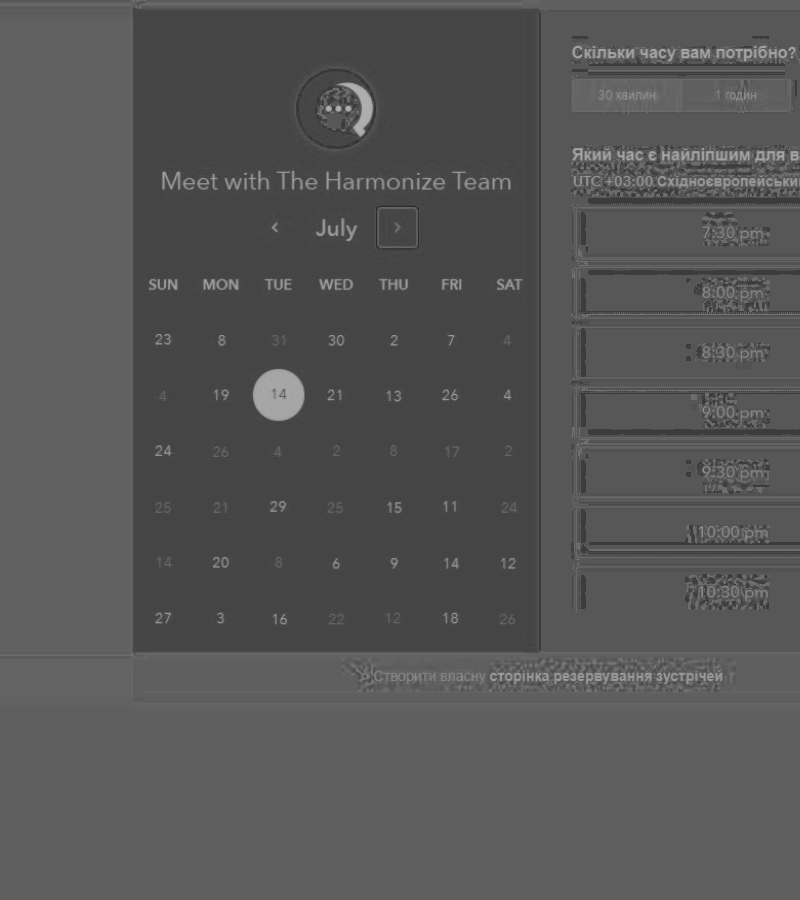 Meet with The Harmonize Team
July
SUN MON TUE WED THU FRI SAT
23 8 31 30 2 7 4
4 19 14 21 13 26 4
24 26 4 2 8 17 2
25 21 29 25 15 11 24
14 20 8 6 9 14 12
27 3 16 22 12 18 26
Скільки часу вам потрібно?
30 хвилин 1 годин
Який час є найліпшим для
UTC +03:00
7:30 pm
8:00 pm
8:30 pm
9:00 pm
9:30 pm
10:00 pm
10:30 pm
Створити власну сторінка резервування зустрічей